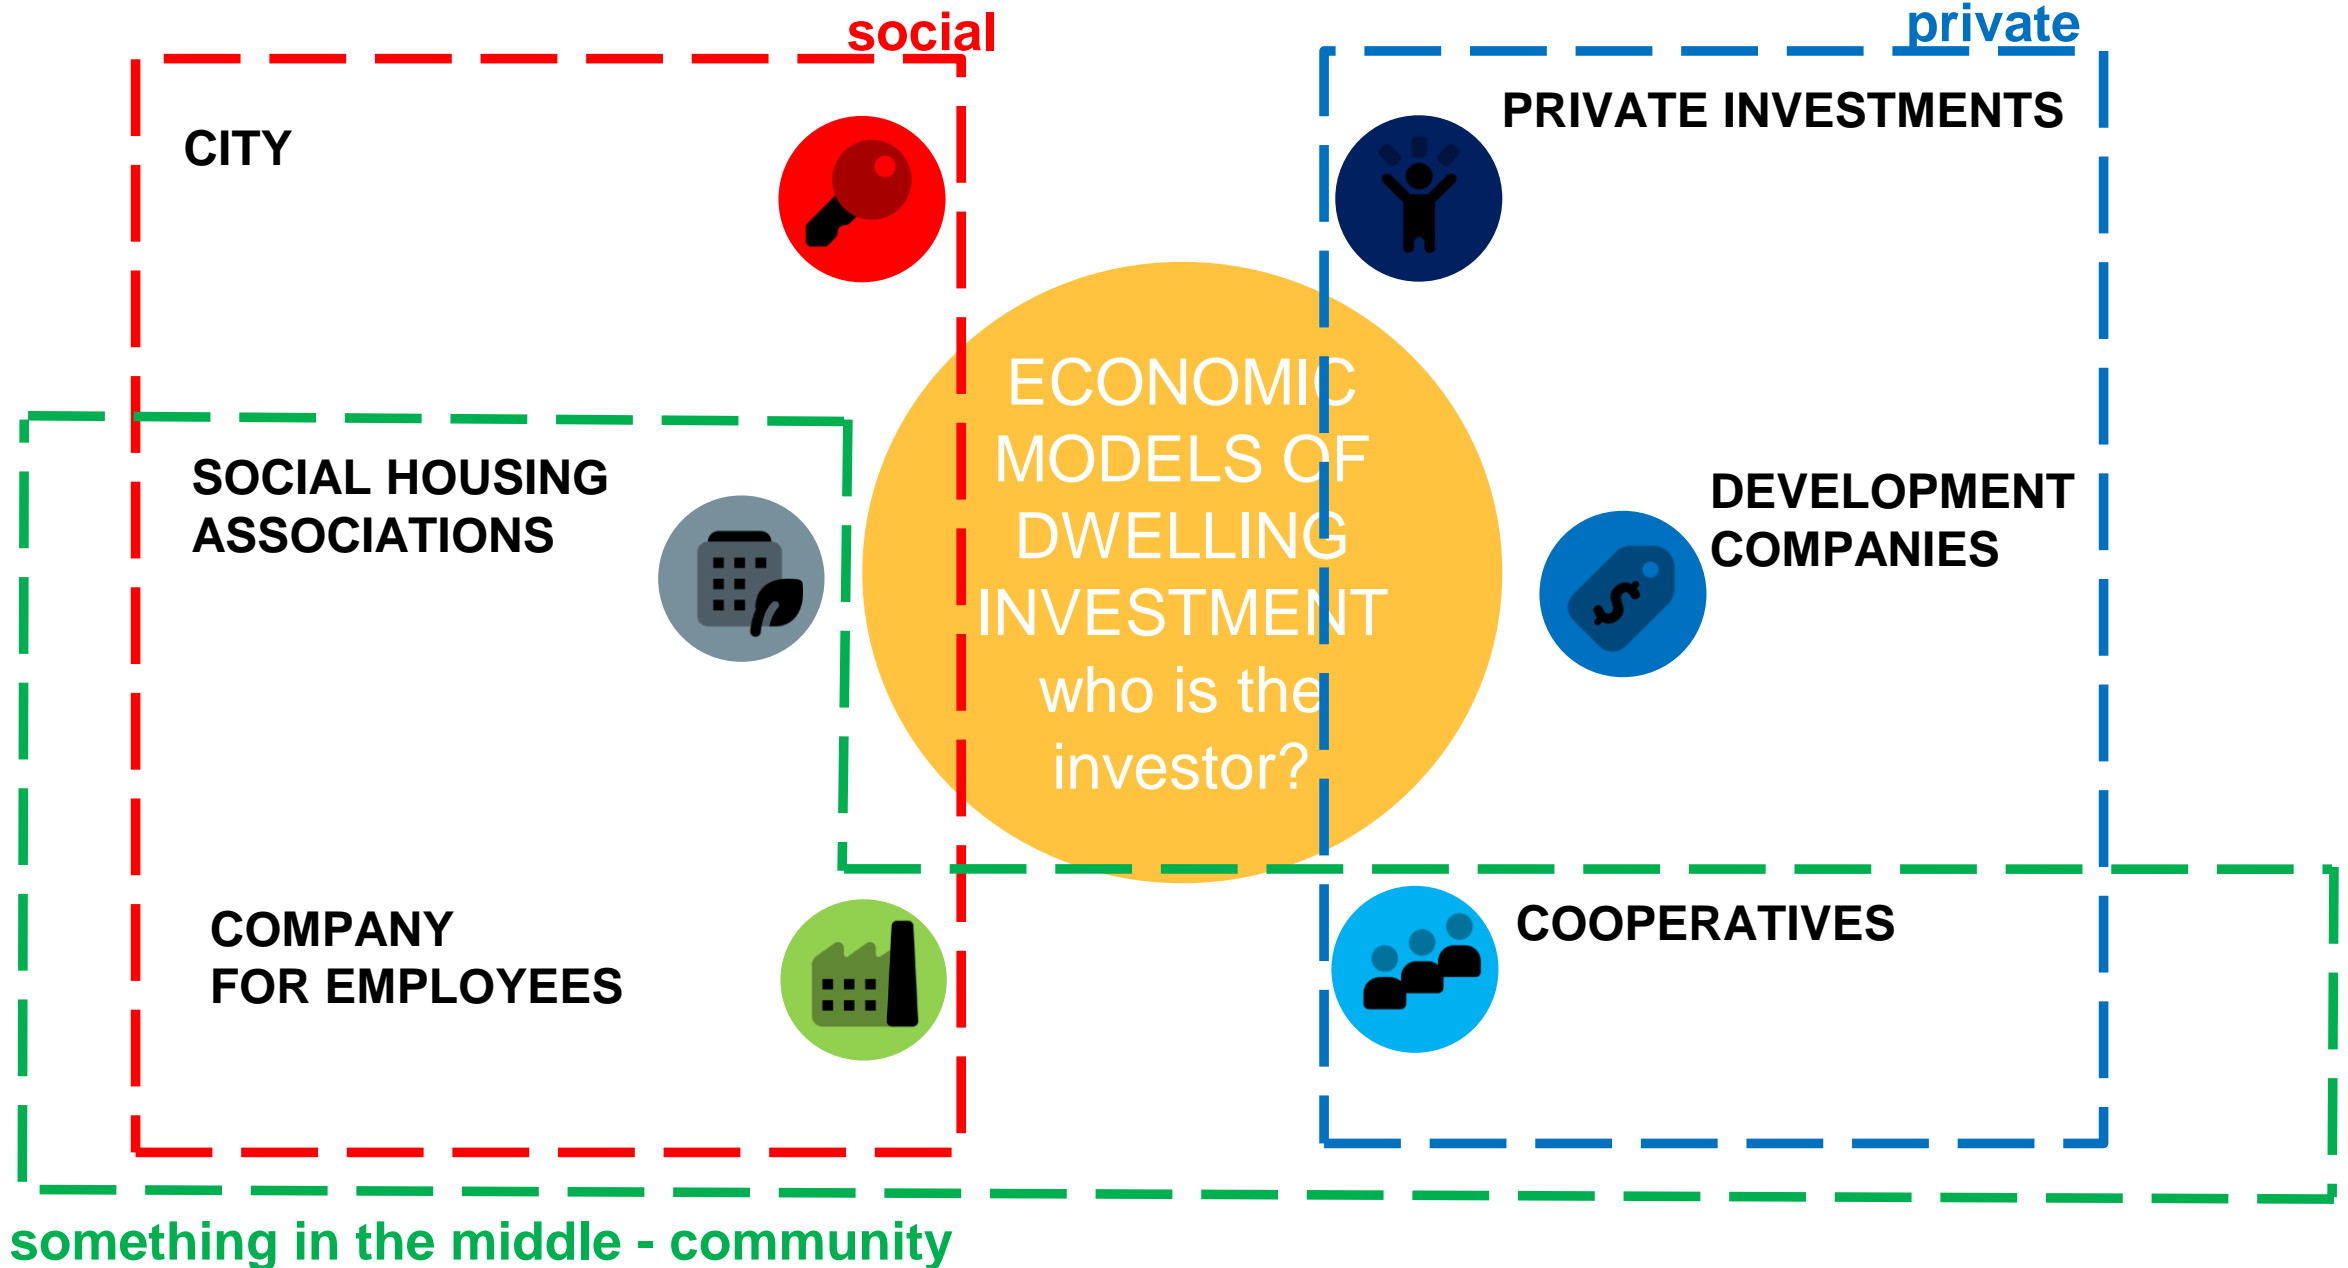 social
private
CITY
PRIVATE INVESTMENTS
ECONOMIC
MODELS OF
DWELLING
INVESTMENT
who is the
investor?
SOCIAL HOUSING
ASSOCIATIONS
DEVELOPMENT
COMPANIES
$
COMPANY
FOR EMPLOYEES
COOPERATIVES
something in the middle - community